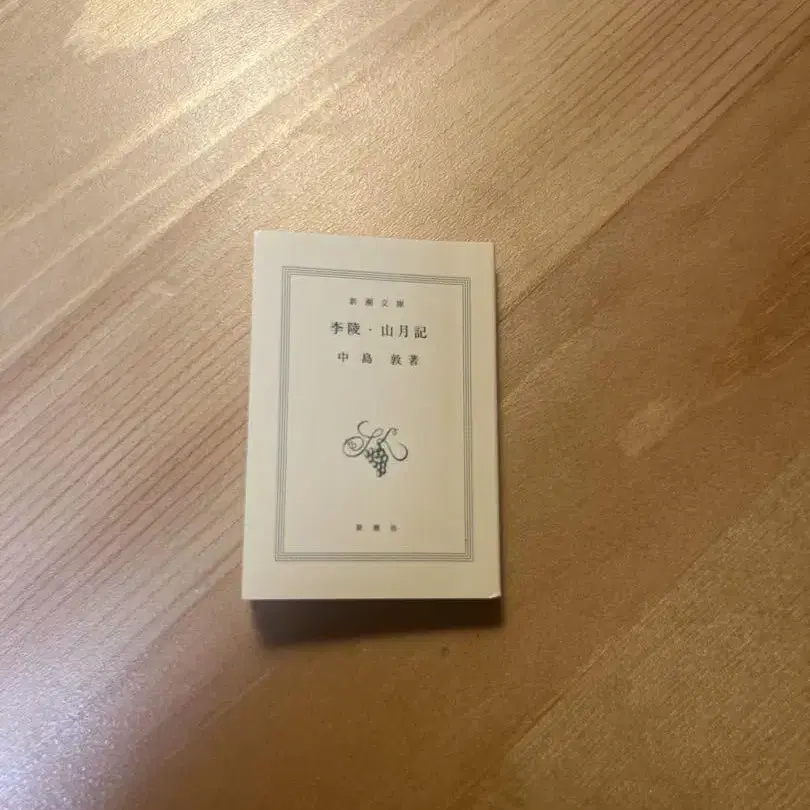 新潮文庫
李陵・山月記
中島 敦著
新潮社